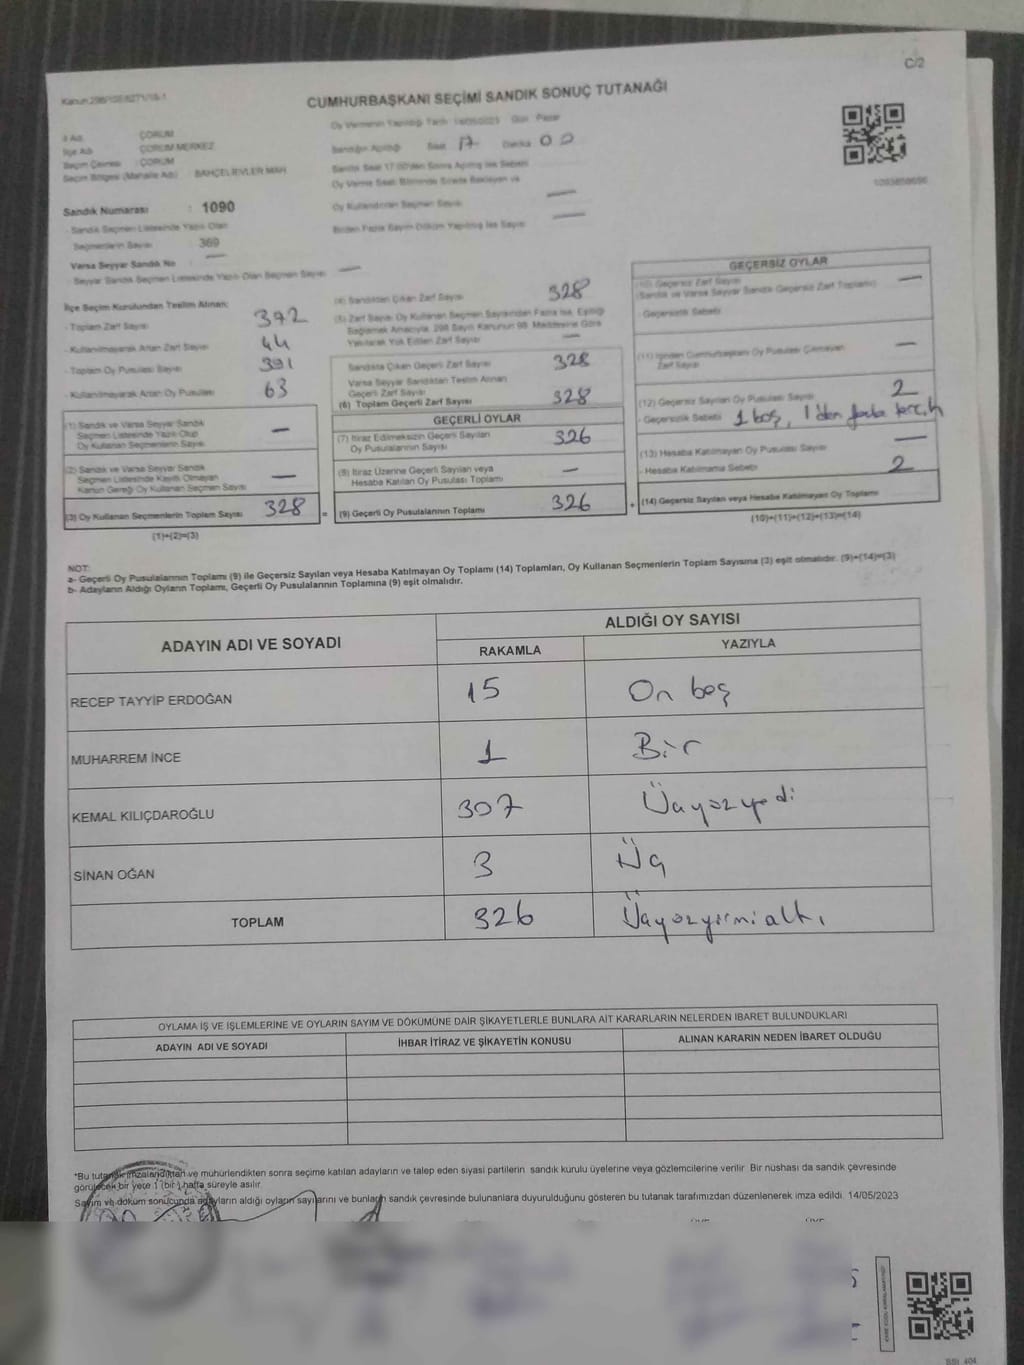 C/2
Kanun:298/105/6271/18-1
CUMHURBAŞKANI SEÇİMİ SANDIK SONUÇ TUTANAĞI
İl Adı : ÇORUM
İlçe Adı : ÇORUM MERKEZ
Seçim Çevresi : ÇORUM
Seçim Bölgesi (Mahalle Adı) : BAHÇELİEVLER MAH
Sandık Numarası : 1090
- Sandık Seçmen Listesinde Yazılı Olan
Seçmenlerin Sayısı 369
Varsa Seyyar Sandık No —
- Seyyar Sandık Seçmen Listesinde Yazılı Olan Seçmen Sayısı —
Oy Vermenin Yapıldığı Tarih 14/05/2023 Gün Pazar
Sandığın Açıldığı Saat 17 Dakika 00
Sandık Saat 17.00'den Sonra Açılmış İse Sebebi
Oy Verme Saati Bitiminde Sırada Bekleyen ve
Oy Kullandırılan Seçmen Sayısı —
Birden Fazla Sayım Döküm Yapılmış İse Sayısı —
İlçe Seçim Kurulundan Teslim Alınan:
- Toplam Zarf Sayısı 372
- Kullanılmayarak Artan Zarf Sayısı 44
- Toplam Oy Pusulası Sayısı 391
- Kullanılmayarak Artan Oy Pusulası 63
(1) Sandık ve Varsa Seyyar Sandık
Seçmen Listesinde Yazılı Olup
Oy Kullanan Seçmenlerin Sayısı —
(2) Sandık ve Varsa Seyyar Sandık
Seçmen Listesinde Kayıtlı Olmayan
Kanun Gereği Oy Kullanan Seçmen Sayısı —
(3) Oy Kullanan Seçmenlerin Toplam Sayısı 328 =
(1)+(2)=(3)
(4) Sandıktan Çıkan Zarf Sayısı 328
(5) Zarf Sayısı Oy Kullanan Seçmen Sayısından Fazla İse, Eşitliği
Sağlamak Amacıyla, 298 Sayılı Kanunun 98. Maddesine Göre
Yakılarak Yok Edilen Zarf Sayısı —
Sandıkta Çıkan Geçerli Zarf Sayısı 328
Varsa Seyyar Sandıktan Teslim Alınan
Geçerli Zarf Sayısı
(6) Toplam Geçerli Zarf Sayısı 328
GEÇERLİ OYLAR
(7) İtiraz Edilmeksizin Geçerli Sayılan
Oy Pusulalarının Sayısı 326
(8) İtiraz Üzerine Geçerli Sayılan veya
Hesaba Katılan Oy Pusulası Toplamı —
(9) Geçerli Oy Pusulalarının Toplamı 326 +
GEÇERSİZ OYLAR
(10) Geçersiz Zarf Sayısı —
(Sandık ve Varsa Seyyar Sandık Geçersiz Zarf Toplamı)
- Geçersizlik Sebebi
(11) İçinden Cumhurbaşkanı Oy Pusulası Çıkmayan
Zarf Sayısı —
(12) Geçersiz Sayılan Oy Pusulası Sayısı 2
- Geçersizlik Sebebi 1 boş, 1'den fazla tercih
(13) Hesaba Katılmayan Oy Pusulası Sayısı —
- Hesaba Katılmama Sebebi
(14) Geçersiz Sayılan veya Hesaba Katılmayan Oy Toplamı 2
(10)+(11)+(12)+(13)=(14)
NOT:
a- Geçerli Oy Pusulalarının Toplamı (9) ile Geçersiz Sayılan veya Hesaba Katılmayan Oy Toplamı (14) Toplamları, Oy Kullanan Seçmenlerin Toplam Sayısına (3) eşit olmalıdır. (9)+(14)=(3)
b- Adayların Aldığı Oyların Toplamı, Geçerli Oy Pusulalarının Toplamına (9) eşit olmalıdır.
ADAYIN ADI VE SOYADI
ALDIĞI OY SAYISI
RAKAMLA YAZIYLA
RECEP TAYYİP ERDOĞAN 15 On beş
MUHARREM İNCE 1 Bir
KEMAL KILIÇDAROĞLU 307 Üçyüzyedi
SİNAN OĞAN 3 Üç
TOPLAM 326 Üçyüzyirmialtı
OYLAMA İŞ VE İŞLEMLERİNE VE OYLARIN SAYIM VE DÖKÜMÜNE DAİR ŞİKAYETLERLE BUNLARA AİT KARARLARIN NELERDEN İBARET BULUNDUKLARI
ADAYIN ADI VE SOYADI İHBAR İTİRAZ VE ŞİKAYETİN KONUSU ALINAN KARARIN NEDEN İBARET OLDUĞU
*Bu tutanak imzalandıktan ve mühürlendikten sonra seçime katılan adayların ve talep eden siyasi partilerin sandık kurulu üyelerine veya gözlemcilerine verilir. Bir nüshası da sandık çevresinde
görülecek bir yere 1 (bir) hafta süreyle asılır.
Sayım ve döküm sonucunda adayların aldığı oyların sayılarını ve bunların sandık çevresinde bulunanlara duyurulduğunu gösteren bu tutanak tarafımızdan düzenlenerek imza edildi. 14/05/2023